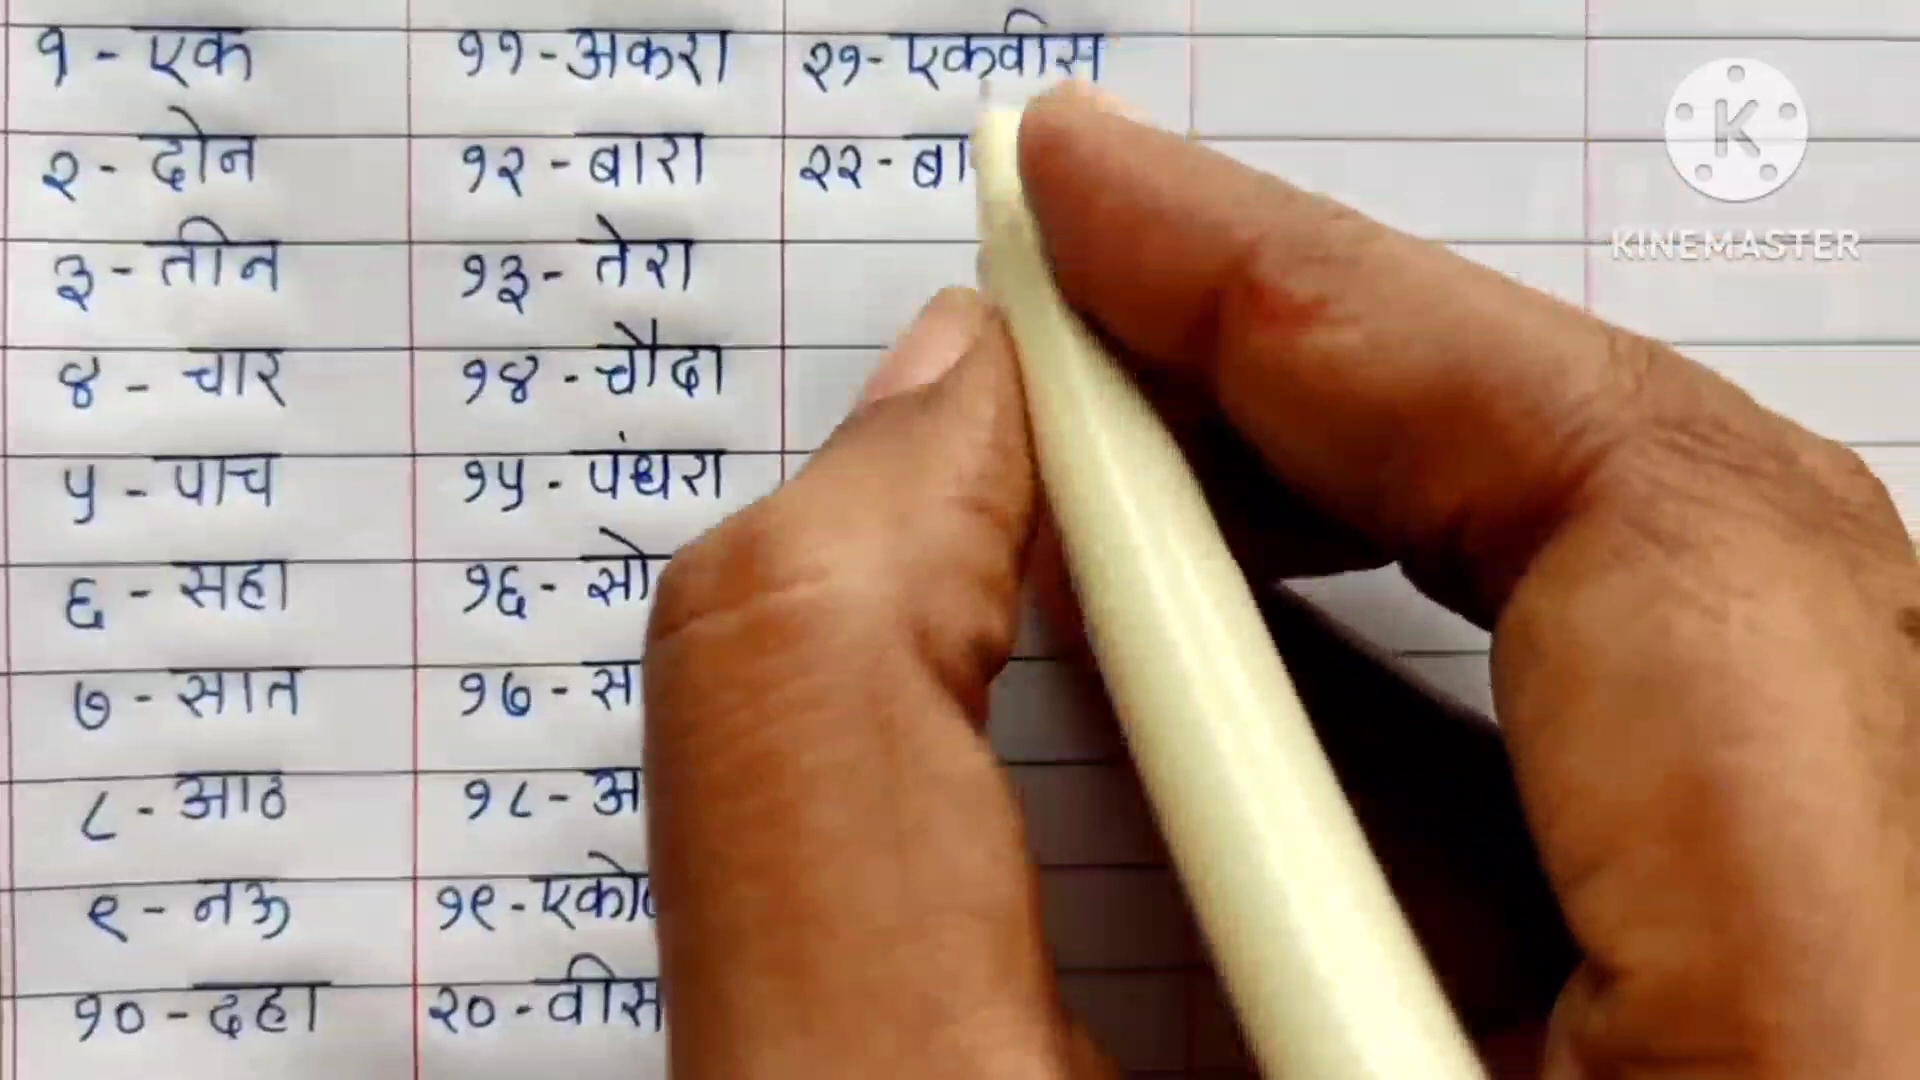 १ - एक
२ - दोन
३ - तीन
४ - चार
५ - पाच
६ - सहा
७ - सात
८ - आठ
९ - नऊ
१० - दहा
११ - अकरा
१२ - बारा
१३ - तेरा
१४ - चौदा
१५ - पंधरा
१६ -
१७ -
१८ -
१९ -
२० - वीस
२१ - एकवीस
२२ -
KINEMASTER